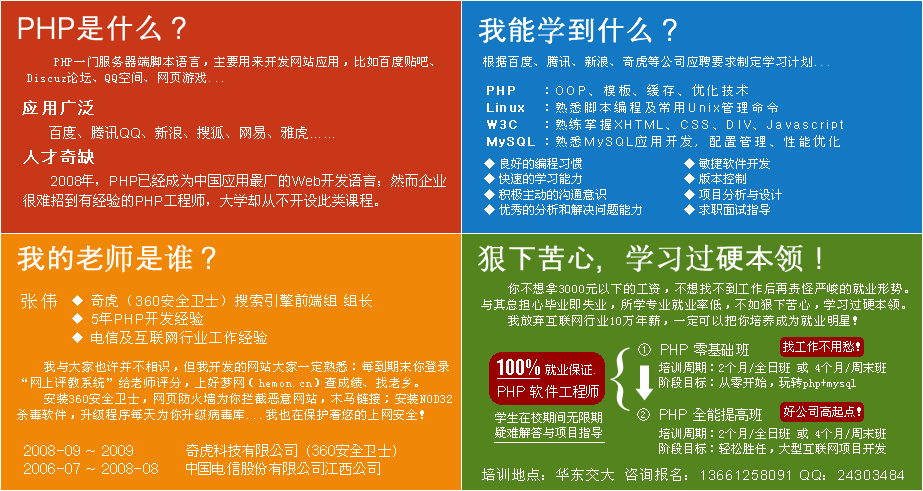 PHP是什么？
PHP一门服务器端脚本语言，主要用来开发网站应用，比如百度贴吧、
Discuz论坛、QQ空间、网页游戏...
应用广泛
百度、腾讯QQ、新浪、搜狐、网易、雅虎......
人才奇缺
2008年，PHP已经成为中国应用最广的Web开发语言；然而企业
很难招到有经验的PHP工程师，大学却从不开设此类课程。
我能学到什么？
根据百度、腾讯、新浪、奇虎等公司应聘要求制定学习计划...
PHP ：OOP、模板、缓存、优化技术
Linux ：熟悉脚本编程及常用Unix管理命令
W3C ：熟练掌握XHTML、CSS、DIV、Javascript
MySQL ：熟悉MySQL应用开发，配置管理、性能优化
◆ 良好的编程习惯 ◆ 敏捷软件开发
◆ 快速的学习能力 ◆ 版本控制
◆ 积极主动的沟通意识 ◆ 项目分析与设计
◆ 优秀的分析和解决问题能力 ◆ 求职面试指导
我的老师是谁？
张 伟 ◆ 奇虎（360安全卫士）搜索引擎前端组 组长
◆ 5年PHP开发经验
◆ 电信及互联网行业工作经验
我与大家也许并不相识，但我开发的网站大家一定熟悉：每到期末你登录
“网上评教系统”给老师评分，上好梦网（hemon.cn）查成绩、找老乡。
安装360安全卫士，网页防火墙为你拦截恶意网站，木马链接；安装NOD32
杀毒软件，升级程序每天为你升级病毒库...我也在保护着您的上网安全！
2008-09 ~ 2009 奇虎科技有限公司（360安全卫士）
2006-07 ~ 2008-08 中国电信股份有限公司江西公司
狠下苦心，学习过硬本领！
你不想拿3000元以下的工资，不想找不到工作后再责怪严峻的就业形势。
与其总担心毕业即失业，所学专业就业率低，不如狠下苦心，学习过硬本领。
我放弃互联网行业10万年薪，一定可以把你培养成为就业明星！
100% 就业保证.
PHP 软件工程师
学生在校期间无限期
疑难解答与项目指导
① PHP 零基础班 找工作不用愁！
培训周期：2个月/全日班 或 4个月/周末班
阶段目标：从零开始，玩转php+mysql
② PHP 全能提高班 好公司高起点！
培训周期：2个月/全日班 或 4个月/周末班
阶段目标：轻松胜任，大型互联网项目开发
培训地点：华东交大 咨询报名：13661258091 QQ：24303484